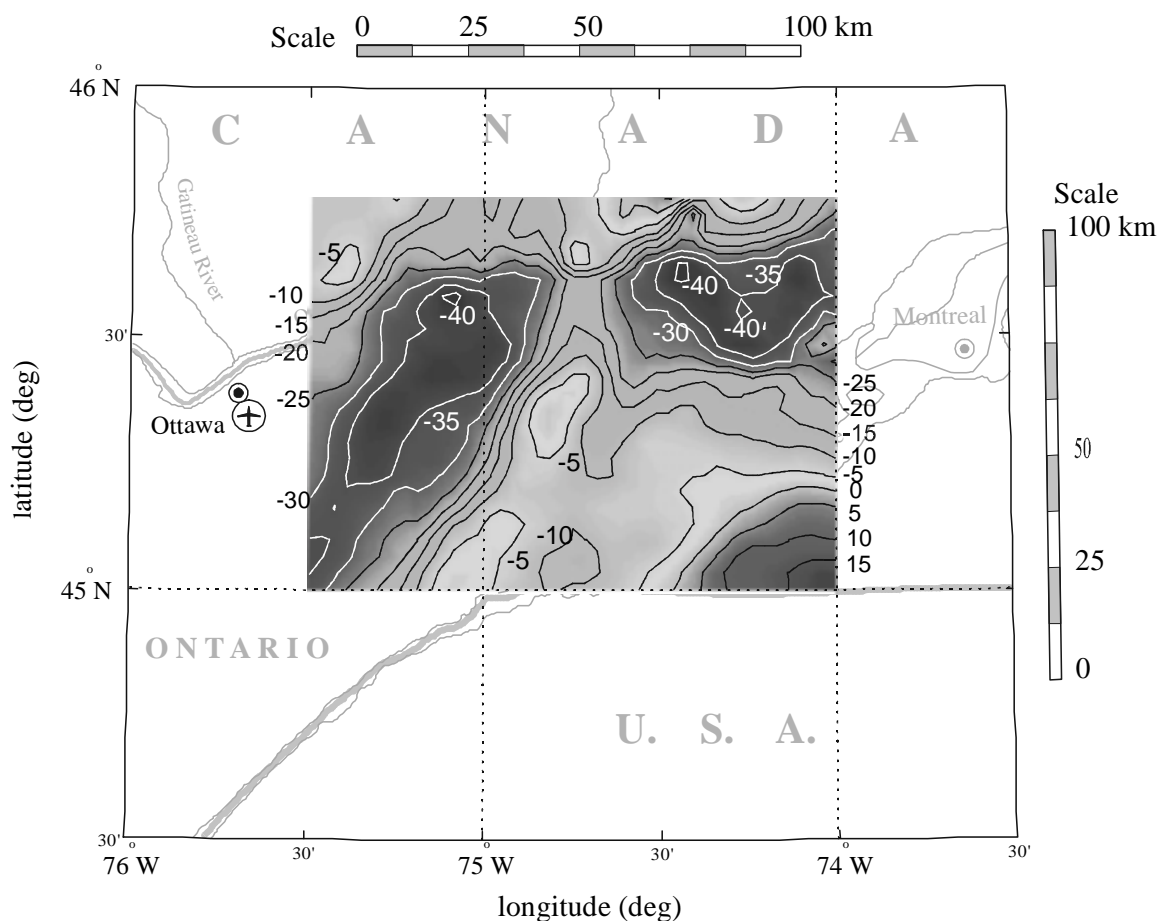 0 25 50 100 km
Scale
46° N
C A N A D A
Scale
100 km
Gatineau River
-5
-35
-10
-40
-40
-15
Montreal
30'
-30
-40
-20
75
-25
-25
-20
Ottawa
-35
-15
50
-10
-5
-5
latitude (deg)
-30
0
5
-10
10
25
-5
15
45° N
ONTARIO
0
U. S. A.
30'
76° W 30' 75° W 30' 74° W 30'
longitude (deg)